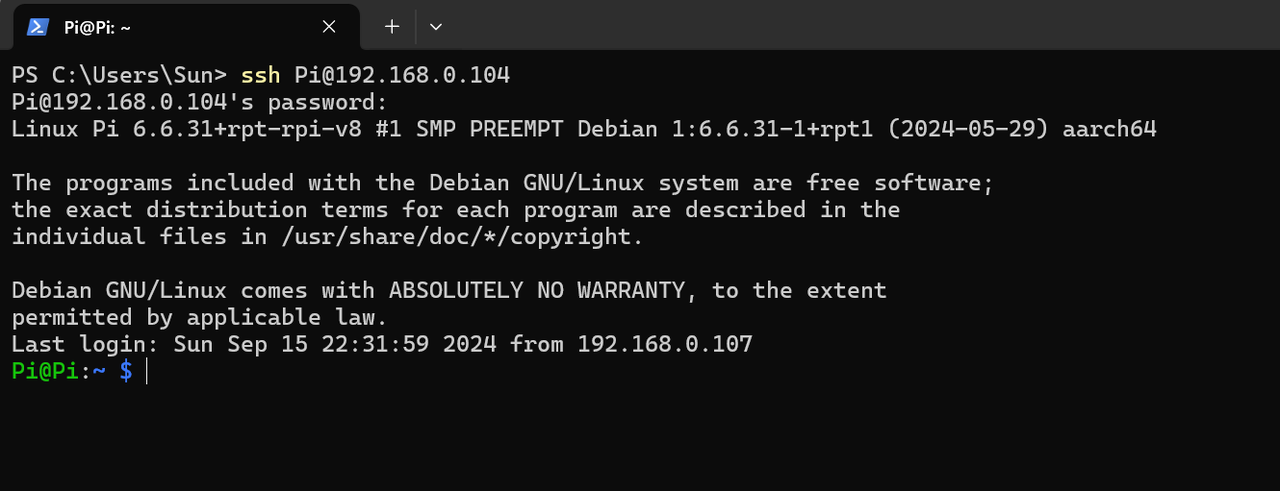 Pi@Pi: ~
PS C:\Users\Sun> ssh Pi@192.168.0.104
Pi@192.168.0.104's password:
Linux Pi 6.6.31+rpt-rpi-v8 #1 SMP PREEMPT Debian 1:6.6.31-1+rpt1 (2024-05-29) aarch64
The programs included with the Debian GNU/Linux system are free software;
the exact distribution terms for each program are described in the
individual files in /usr/share/doc/*/copyright.
Debian GNU/Linux comes with ABSOLUTELY NO WARRANTY, to the extent
permitted by applicable law.
Last login: Sun Sep 15 22:31:59 2024 from 192.168.0.107
Pi@Pi:~ $